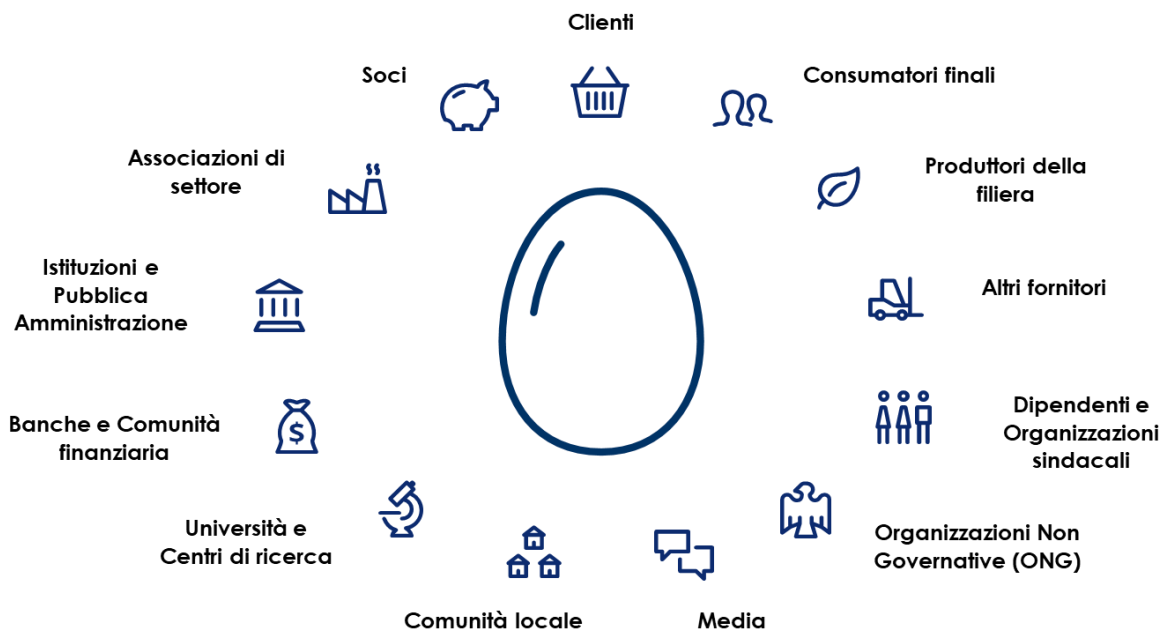 Clienti
Consumatori finali
Produttori della
filiera
Altri fornitori
Dipendenti e
Organizzazioni
sindacali
Organizzazioni Non
Governative (ONG)
Media
Comunità locale
Università e
Centri di ricerca
Banche e Comunità
finanziaria
$
Istituzioni e
Pubblica
Amministrazione
Associazioni di
settore
Soci